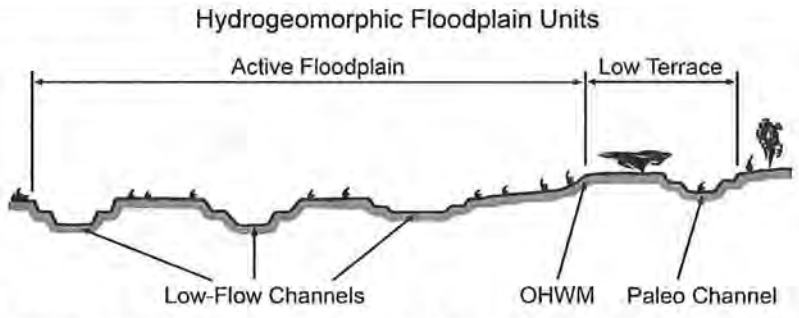 Hydrogeomorphic Floodplain Units
Active Floodplain
Low Terrace
Low-Flow Channels
OHWM
Paleo Channel